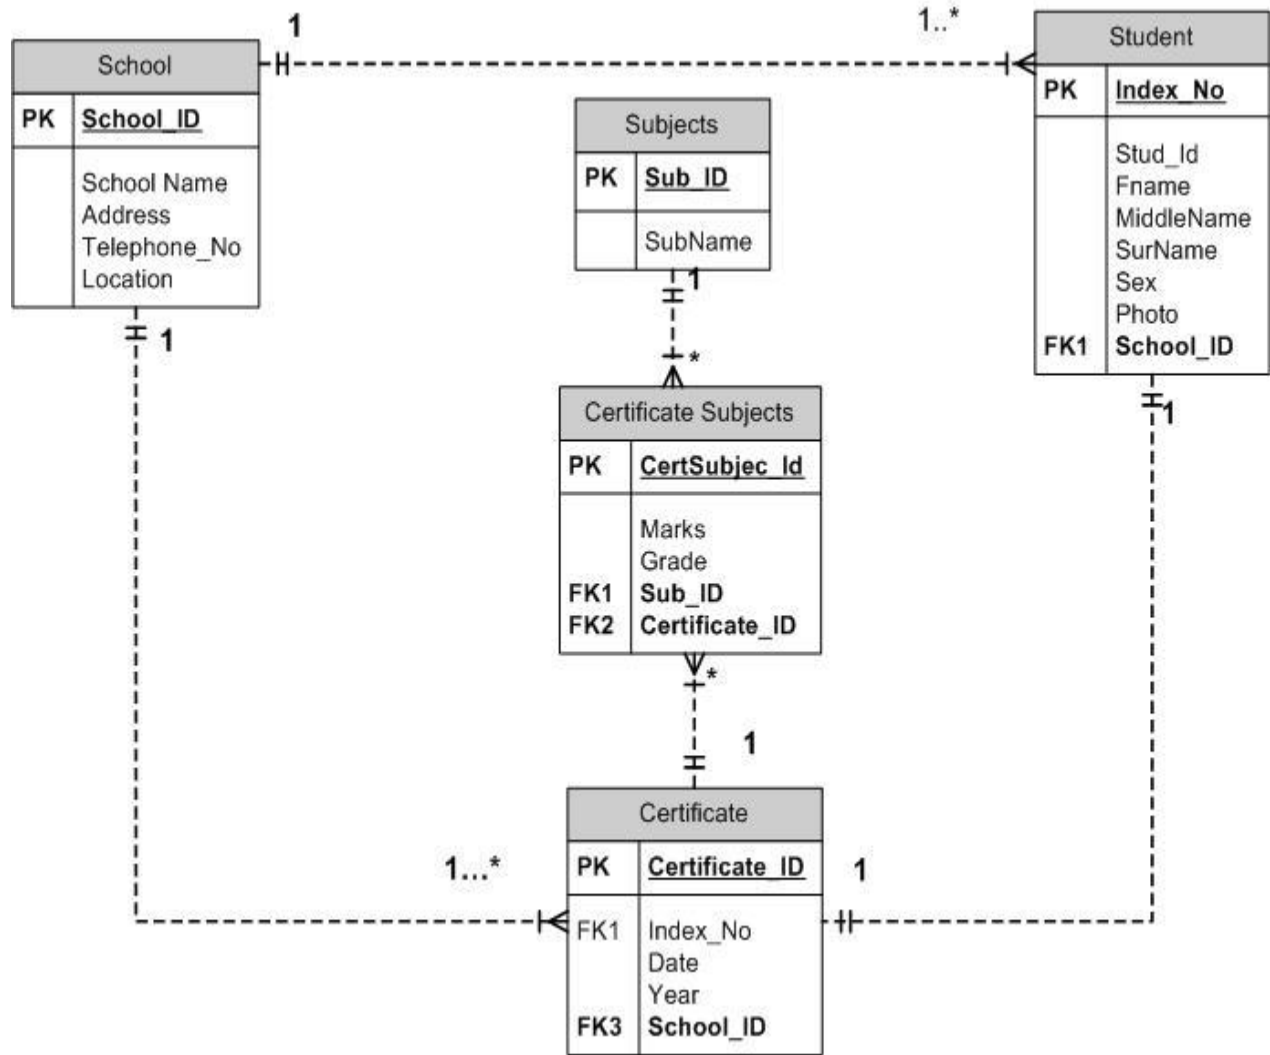 1
1..*
School
PK School_ID
School Name
Address
Telephone_No
Location
1
Subjects
PK Sub_ID
SubName
1
*
Student
PK Index_No
Stud_Id
Fname
MiddleName
SurName
Sex
Photo
FK1 School_ID
1
Certificate Subjects
PK CertSubjec_Id
Marks
Grade
FK1 Sub_ID
FK2 Certificate_ID
*
1
Certificate
PK Certificate_ID
FK1 Index_No
Date
Year
FK3 School_ID
1...*
1